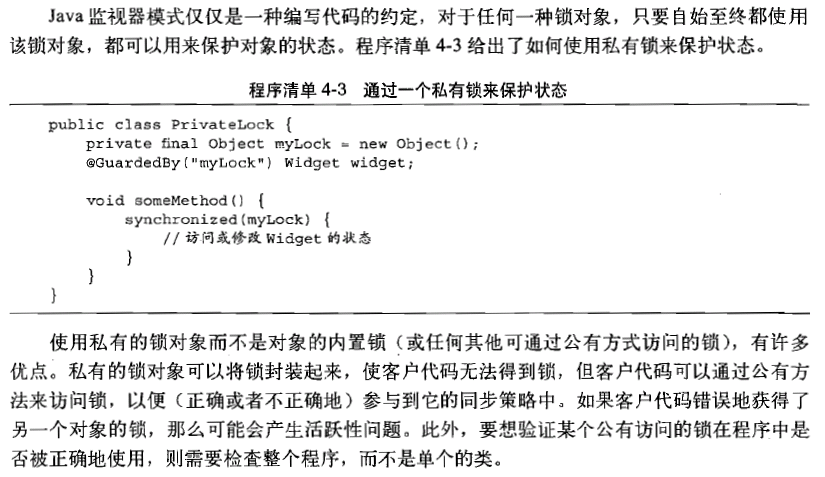 Java 监视器模式仅仅是一种编写代码的约定，对于任何一种锁对象，只要自始至终都使用
该锁对象，都可以用来保护对象的状态。程序清单 4-3 给出了如何使用私有锁来保护状态。
程序清单 4-3 通过一个私有锁来保护状态
public class PrivateLock {
    private final Object myLock = new Object();
    @GuardedBy("myLock") Widget widget;
    void someMethod() {
        synchronized(myLock) {
            // 访问或修改 Widget 的状态
        }
    }
}
使用私有的锁对象而不是对象的内置锁（或任何其他可通过公有方式访问的锁），有许多
优点。私有的锁对象可以将锁封装起来，使客户代码无法得到锁，但客户代码可以通过公有方
法来访问锁，以便（正确或者不正确地）参与到它的同步策略中。如果客户代码错误地获得了
另一个对象的锁，那么可能会产生活跃性问题。此外，要想验证某个公有访问的锁在程序中是
否被正确地使用，则需要检查整个程序，而不是单个的类。